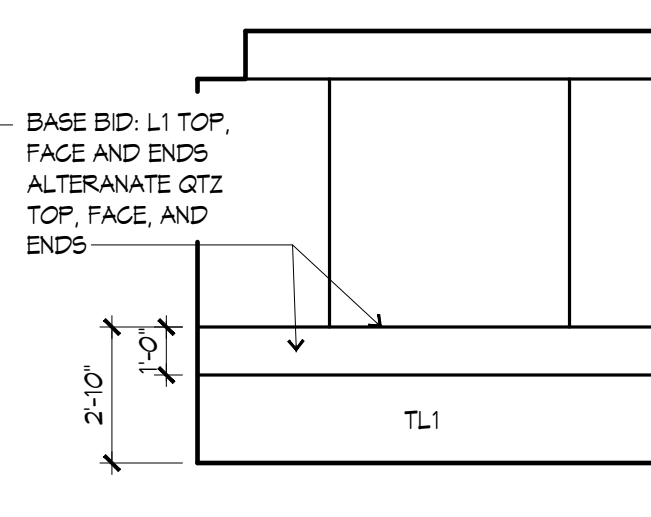 BASE BID: L1 TOP,
FACE AND ENDS
ALTERANATE QTZ
TOP, FACE, AND
ENDS
1'-0"
2'-10"
TL1